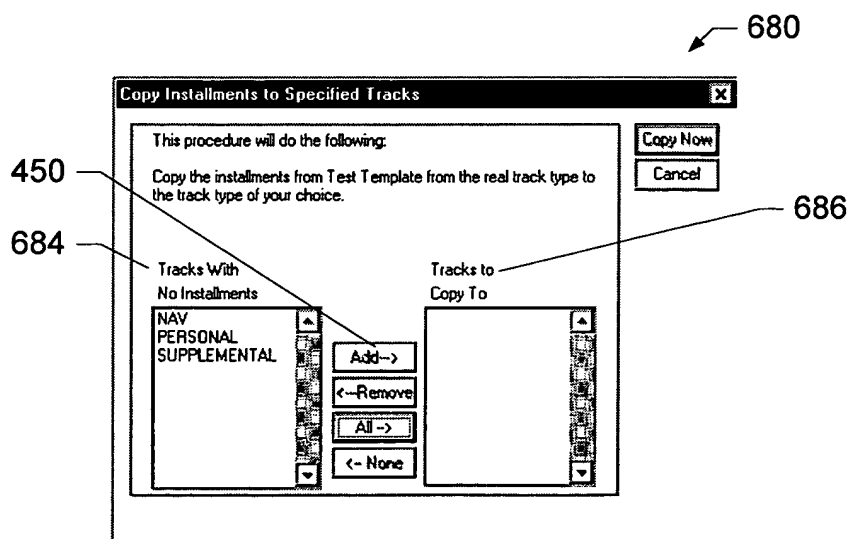 680
Copy Installments to Specified Tracks
This procedure will do the following:
Copy Now
Copy the installments from Test Template from the real track type to
the track type of your choice.
Cancel
450
686
684
Tracks With
No Installments
Tracks to
Copy To
NAV
PERSONAL
SUPPLEMENTAL
Add-->
<--Remove
All ->
<- None